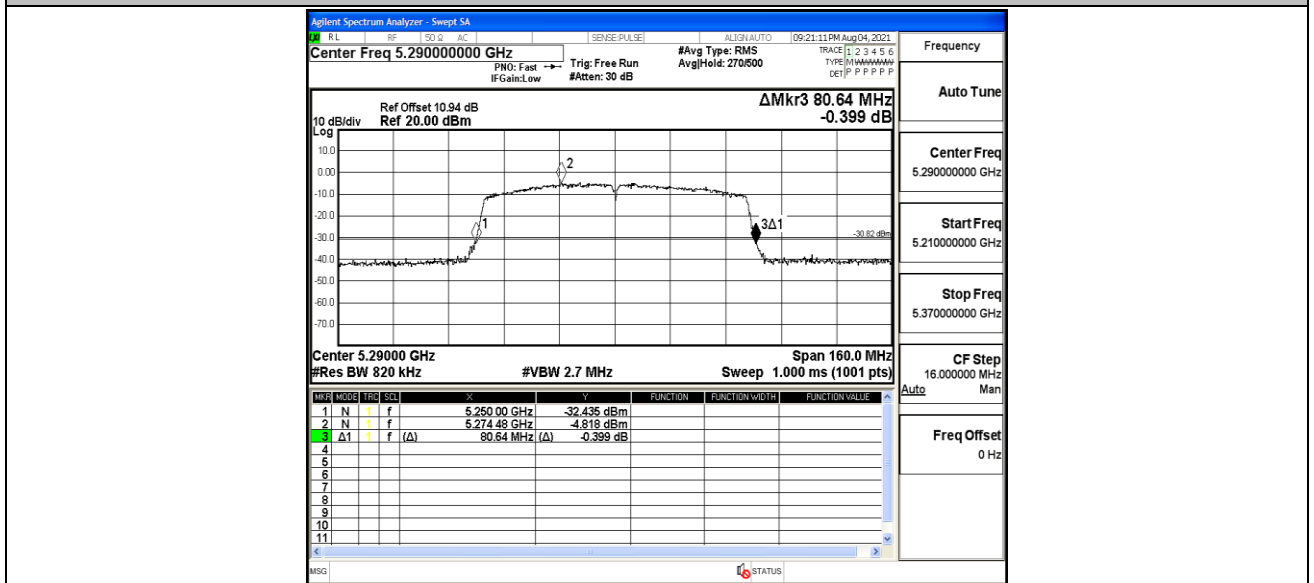 Agilent Spectrum Analyzer - Swept SA
RL RF 50 Ω AC SENSE:PULSE ALIGN AUTO 09:21:11 PM Aug 04, 2021
Center Freq 5.290000000 GHz
PNO: Fast
IFGain:Low
Trig: Free Run
#Atten: 30 dB
#Avg Type: RMS
Avg|Hold: 270/500
TRACE 1 2 3 4 5 6
TYPE M
DET P P P P P P
ΔMkr3 80.64 MHz
-0.399 dB
Ref Offset 10.94 dB
10 dB/div Ref 20.00 dBm
Log
10.0
0.00
-10.0
-20.0
-30.0
-40.0
-50.0
-60.0
-70.0
2
1
3Δ1
-30.82 dBm
Center 5.29000 GHz Span 160.0 MHz
#Res BW 820 kHz #VBW 2.7 MHz Sweep 1.000 ms (1001 pts)
MKR MODE TRC SCL X Y FUNCTION FUNCTION WIDTH FUNCTION VALUE
1 N 1 f 5.250 00 GHz -32.435 dBm
2 N 1 f 5.274 48 GHz -4.818 dBm
3 Δ1 1 f (Δ) 80.64 MHz (Δ) -0.399 dB
4
5
6
7
8
9
10
11
MSG STATUS
Frequency
Auto Tune
Center Freq
5.290000000 GHz
Start Freq
5.210000000 GHz
Stop Freq
5.370000000 GHz
CF Step
16.000000 MHz
Auto Man
Freq Offset
0 Hz